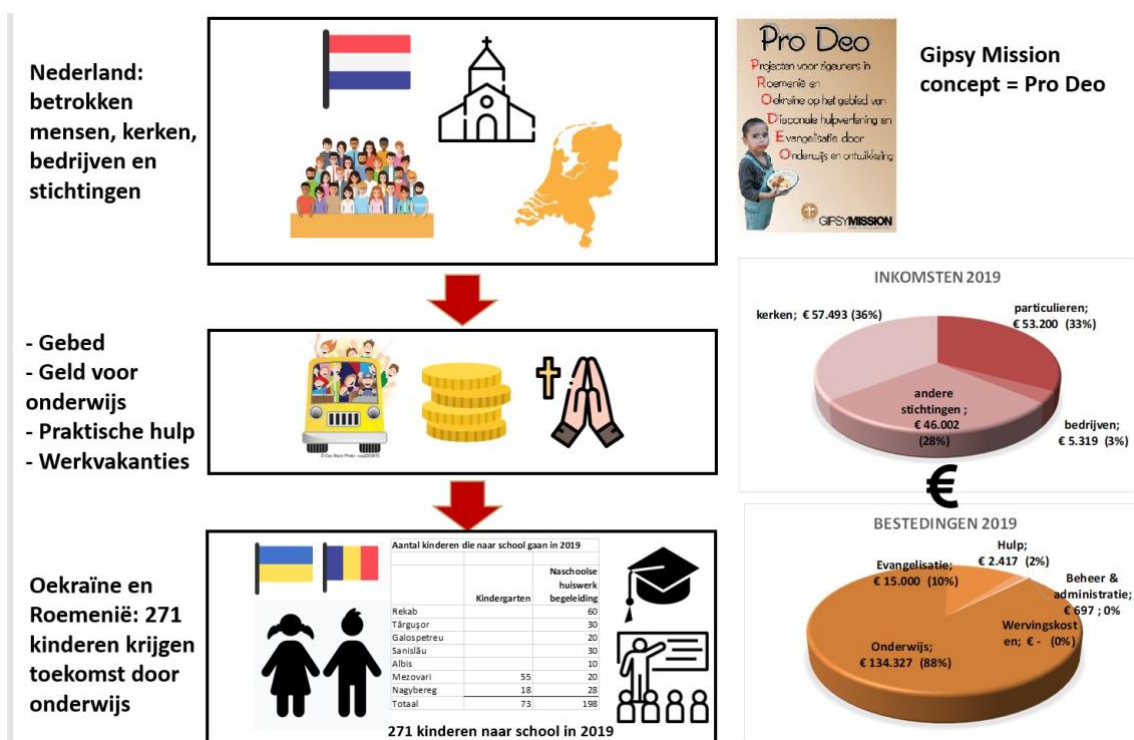 Nederland:
betrokken
mensen, kerken,
bedrijven en
stichtingen
Pro Deo
Projecten voor zigeuners in
Roemenië en
Oekraïne op het gebied van
Diaconale hulpverlening en
Evangelisatie door
Onderwijs en ontwikkeling
GIPSYMISSION
Gipsy Mission
concept = Pro Deo
- Gebed
- Geld voor
onderwijs
- Praktische hulp
- Werkvakanties
INKOMSTEN 2019
kerken; € 57.493 (36%)
particulieren;
€ 53.200 (33%)
andere
stichtingen ;
€ 46.002
(28%)
bedrijven;
€ 5.319 (3%)
€
Oekraïne en
Roemenië: 271
kinderen krijgen
toekomst door
onderwijs
Aantal kinderen die naar school gaan in 2019
Kindergarten Naschoolse
huiswerk
begeleiding
Rekab 60
Târgușor 30
Galospetreu 20
Sanislău 30
Albis 10
Mezovari 55 20
Nagybereg 18 28
Totaal 73 198
271 kinderen naar school in 2019
BESTEDINGEN 2019
Hulp;
€ 2.417 (2%)
Evangelisatie;
€ 15.000 (10%)
Beheer &
administratie;
€ 697 ; 0%
Wervingskost
en; € - (0%)
Onderwijs;
€ 134.327 (88%)